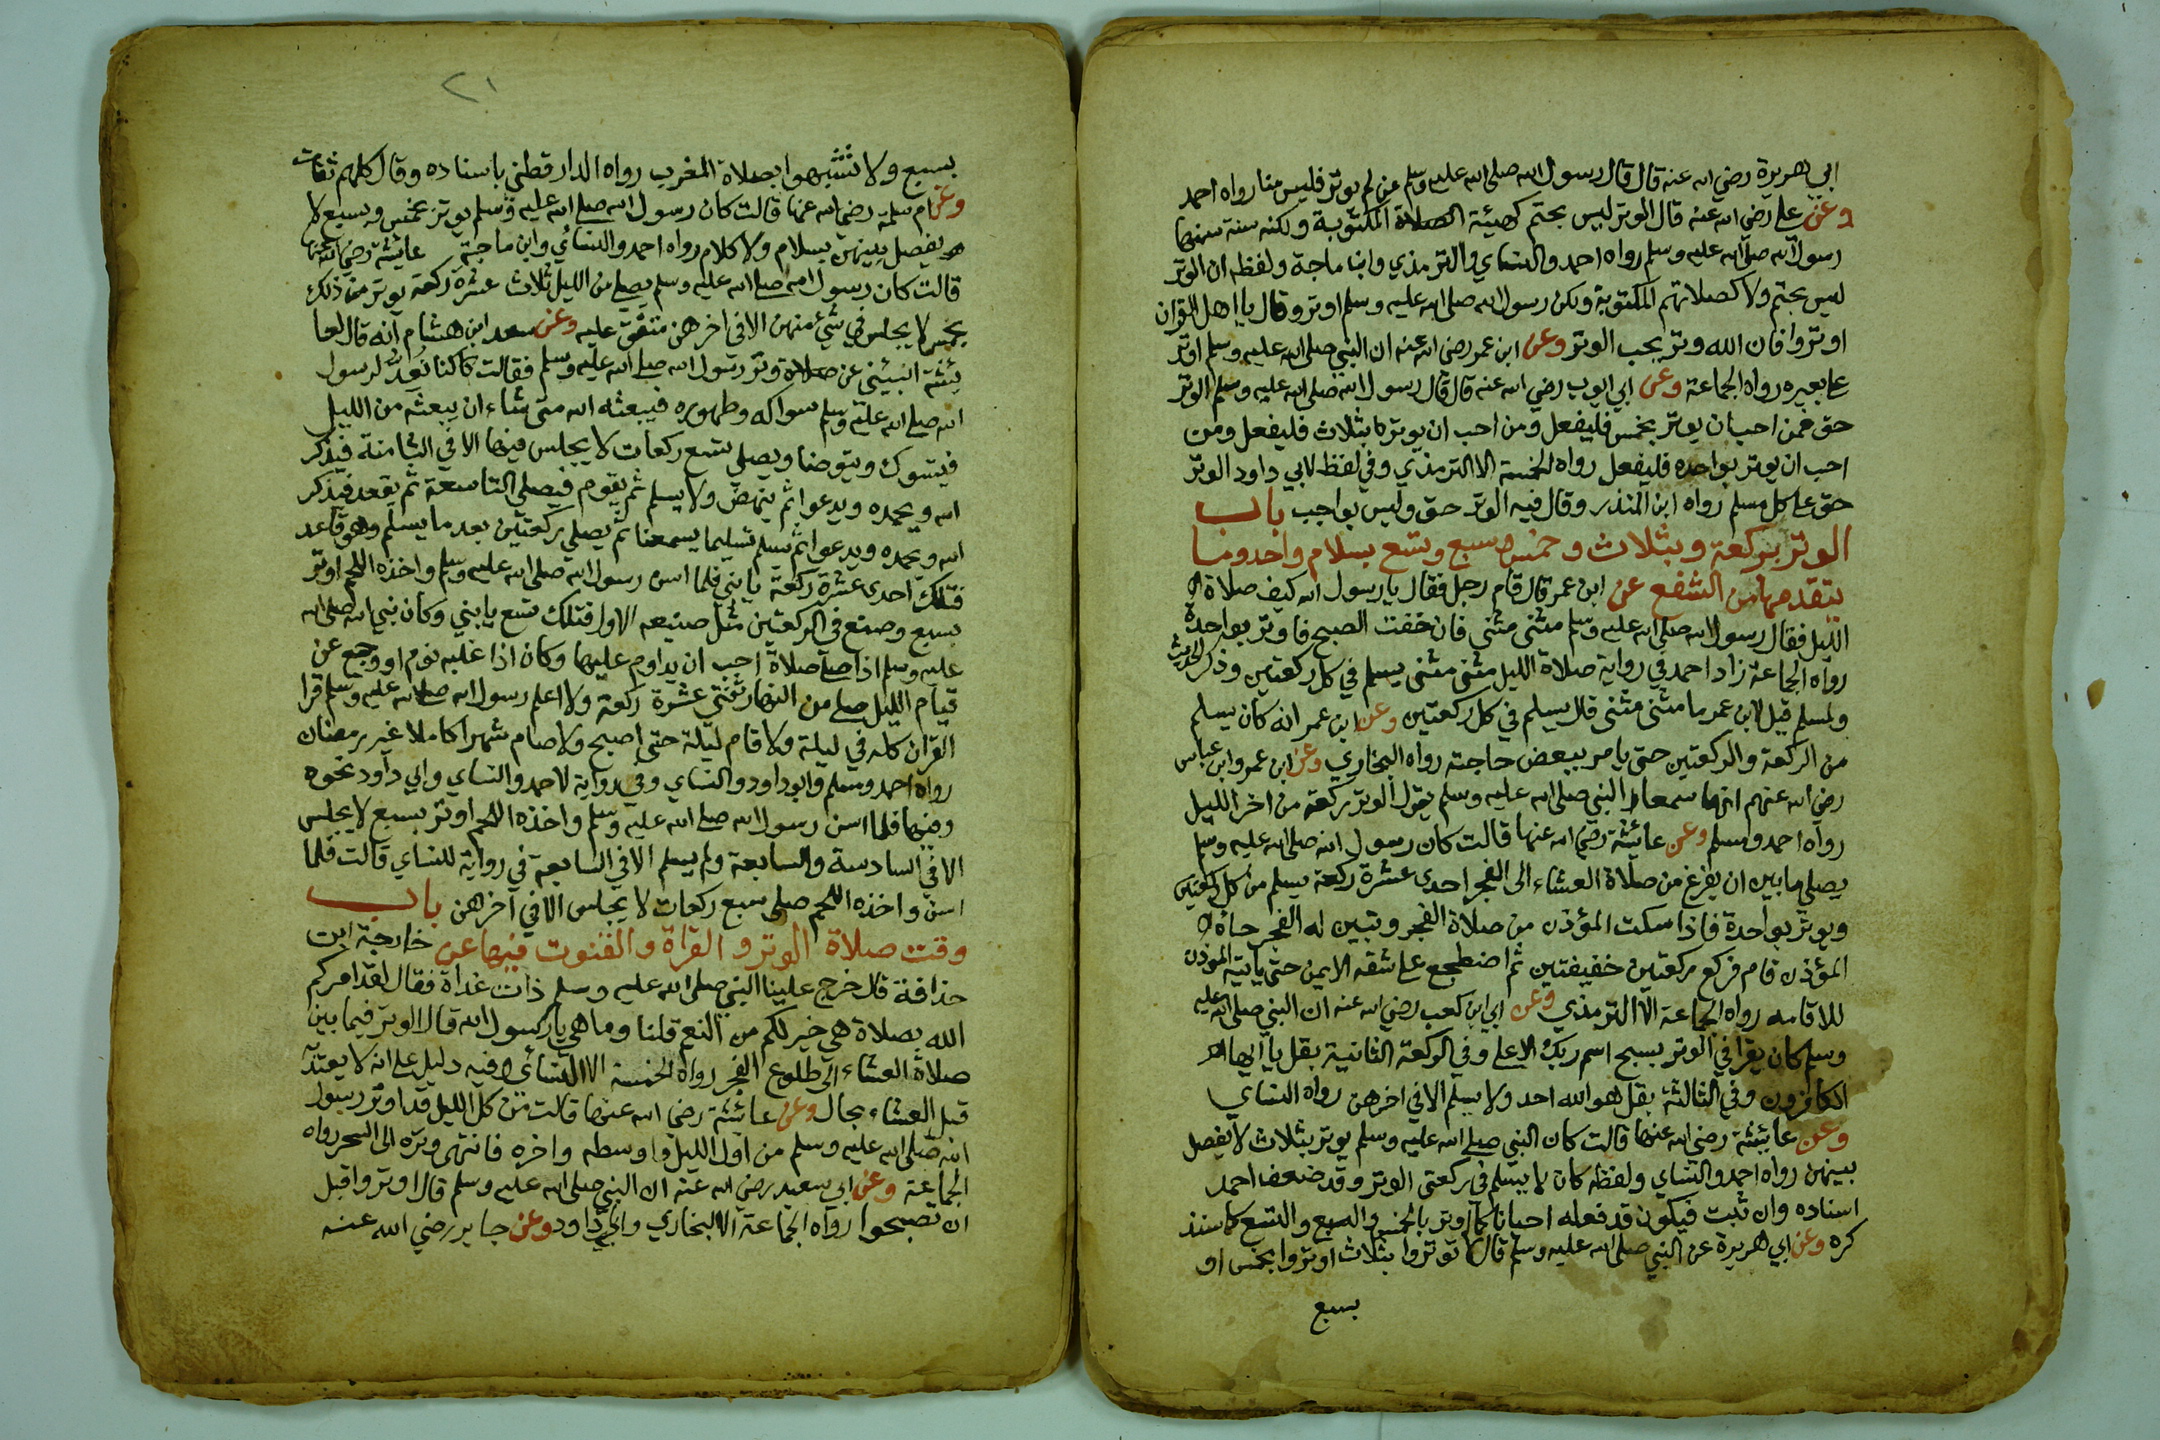 ابي هريرة رضي الله عنه قال قال رسول الله صلى الله عليه وسلم من لم يوتر فليس منا رواه احمد
وعن علي رضي الله عنه قال الوتر ليس بحتم كهيئة الصلاة المكتوبة ولكنه سنة سنها
رسول الله صلى الله عليه وسلم رواه احمد والنساي والترمذي وابن ماجة ولفظه ان الوتر
ليس بحتم ولا كصلاتهم المكتوبة ولكن رسول الله صلى الله عليه وسلم اوتر وقال يا اهل القران
اوتروا فان الله وتر يحب الوتر وعن ابن عمر رضي الله عنه ان النبي صلى الله عليه وسلم اوتر
على بعيره رواه الجماعة وعن ابي ايوب رضي الله عنه قال قال رسول الله صلى الله عليه وسلم الوتر
حق فمن احب ان يوتر بخمس فليفعل ومن احب ان يوتر بثلاث فليفعل ومن
احب ان يوتر بواحده فليفعل رواه الخمسة الا الترمذي وفي لفظ لابي داود الوتر
حق على كل مسلم رواه ابن المنذر وقال فيه الوتر حق وليس بواجب باب
الوتر بركعة وبثلاث وخمس وسبع وتسع بسلام واحد وما
يتقدمها من الشفع عن ابن عمر قال قام رجل فقال يا رسول الله كيف صلاة
الليل فقال رسول الله صلى الله عليه وسلم مثنى مثنى فان خفت الصبح فاوتر بواحدة
رواه الجماعة زاد احمد في رواية صلاة الليل مثنى مثنى يسلم في كل ركعتين وذكر الحديث
ولمسلم قيل لابن عمر ما مثنى مثنى قال يسلم في كل ركعتين وعن ابن عمر انه كان يسلم
من الركعة والركعتين حتى يامر ببعض حاجته رواه البخاري وعن ابن عمر وابن عباس
رضي الله عنهم انهما سمعا النبي صلى الله عليه وسلم يقول الوتر ركعة من اخر الليل
رواه احمد ومسلم وعن عائشة رضي الله عنها قالت كان رسول الله صلى الله عليه وسلم
يصلي ما بين ان يفرغ من صلاة العشاء الى الفجر احدى عشرة ركعة يسلم من كل ركعتين
ويوتر بواحدة فاذا سكت المؤذن من صلاة الفجر وتبين له الفجر جاءه
المؤذن قام فركع ركعتين خفيفتين ثم اضطجع على شقه الايمن حتى ياتيه المؤذن
للاقامه رواه الجماعة الا الترمذي وعن ابي ابن كعب رضي الله عنه ان النبي صلى الله عليه
وسلم كان يقرا في الوتر بسبح اسم ربك الاعلى وفي الركعة الثانية بقل يا ايها
الكافرون وفي الثالثة بقل هو الله احد ولا يسلم الا في اخرهن رواه النساي
وعن عائشة رضي الله عنها قالت كان النبي صلى الله عليه وسلم يوتر بثلاث لا يفصل
بينهن رواه احمد والنساي ولفظه كان لا يسلم في ركعتي الوتر وقد ضعف احمد
اسناده وان ثبت فيكون قد فعله احيانا كما اوتر بالخمس والسبع والتسع كما سنذ
كره وعن ابي هريرة عن النبي صلى الله عليه وسلم قال لا توتروا بثلاث اوتروا بخمس او
بسبع
٢١
بسبع ولا تشبهوا بصلاة المغرب رواه الدارقطني باسناده وقال كلهم ثقات
وعن ام سلمة رضي الله عنها قالت كان رسول الله صلى الله عليه وسلم يوتر بخمس وبسبع لا
يفصل بينهن بسلام ولا كلام رواه احمد والنسائي وابن ماجة عائشة رضي الله عنها
قالت كان رسول الله صلى الله عليه وسلم يصلي من الليل ثلاث عشرة ركعة يوتر من ذلك
بخمس لا يجلس في شئ منهن الا في اخرهن متفق عليه وعن سعد ابن هشام انه قال لعا
ئشة انبئيني عن صلاة وتر رسول الله صلى الله عليه وسلم فقالت كنا نعد لرسول
الله صلى الله عليه وسلم سواكه وطهوره فيبعثه الله متى شاء ان يبعثه من الليل
فيتسوك ويتوضا ويصلي تسع ركعات لا يجلس فيها الا في الثامنة فيذكر
الله ويحمده ويدعوا ثم ينهض ولا يسلم ثم يقوم فيصلي التاسعة ثم يقعد فيذكر
الله ويحمده ويدعوا ثم يسلم تسليما يسمعنا ثم يصلي ركعتين بعد ما يسلم وهو قاعد
فتلك احدى عشرة ركعة يا بني فلما اسن رسول الله صلى الله عليه وسلم واخذه اللحم اوتر
بسبع وصنع في الركعتين مثل صنيعه الاول فتلك تسع يا بني وكان نبي الله صلى الله
عليه وسلم اذا صلى صلاة احب ان يداوم عليها وكان اذا غلبه نوم او وجع عن
قيام الليل صلى من النهار ثنتي عشرة ركعة ولا اعلم رسول الله صلى الله عليه وسلم قرا
القران كله في ليلة ولا قام ليلة حتى اصبح ولا صام شهرا كاملا غير رمضان
رواه احمد ومسلم وابو داود والنساي وفي رواية لاحمد والنساي وابي داود نحوه
وفيها فلما اسن رسول الله صلى الله عليه وسلم واخذه اللحم اوتر بسبع لا يجلس
الا في السادسة والسابعة ولم يسلم الا في السابعة في رواية للنساي قالت فلما
اسن واخذه اللحم صلى سبع ركعات لا يجلس الا في اخرهن باب
وقت صلاة الوتر و القراة والقنوت فيها عن خارجة ابن
حذافة قال خرج علينا النبي صلى الله عليه وسلم ذات غداة فقال لقد امركم
الله بصلاة هي خير لكم من النعم قلنا وما هي يا رسول الله قال الوتر فيما بين
صلاة العشاء الى طلوع الفجر رواه الخمسة الا النسائي وفيه دليل على انه لا يعتد
قبل العشاء بحال وعن عائشة رضي الله عنها قالت من كل الليل قد اوتر رسول
الله صلى الله عليه وسلم من اول الليل واوسطه واخره فانتهى وتره الى السحر رواه
الجماعة وعن ابي سعيد رضي الله عنه ان النبي صلى الله عليه وسلم قال اوتروا قبل
ان تصبحوا رواه الجماعة الا البخاري وابي داود وعن جابر رضي الله عنه